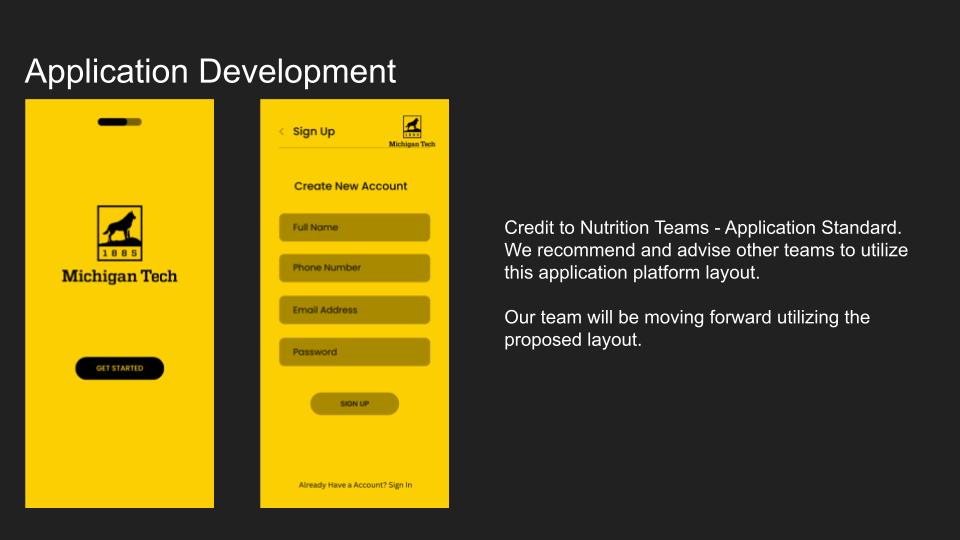 Application Development
1885
Michigan Tech
GET STARTED
Sign Up
1885
Michigan Tech
Create New Account
Full Name
Phone Number
Email Address
Password
SIGN UP
Already Have a Account? Sign In
Credit to Nutrition Teams - Application Standard.
We recommend and advise other teams to utilize
this application platform layout.
Our team will be moving forward utilizing the
proposed layout.